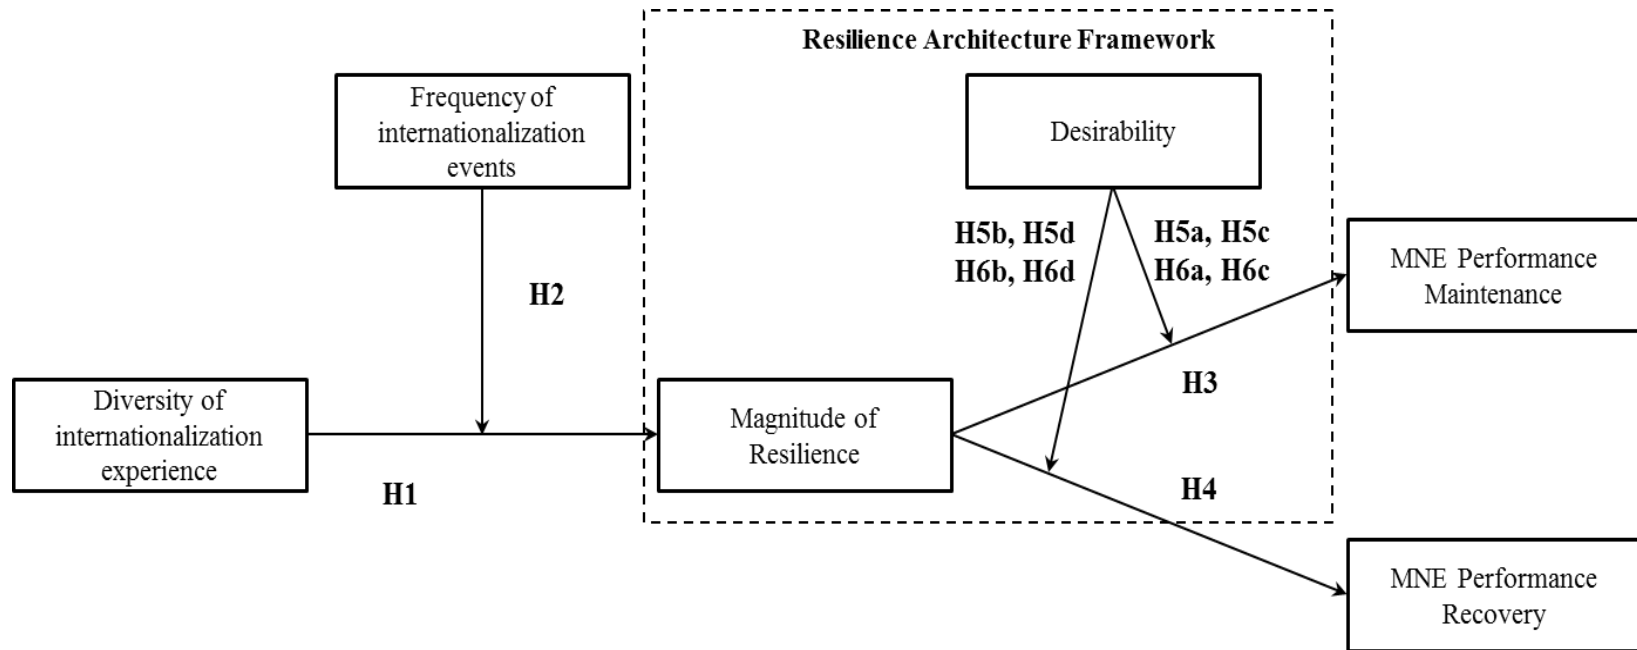 Resilience Architecture Framework
Frequency of
internationalization
events
Desirability
H5b, H5d
H6b, H6d
H5a, H5c
H6a, H6c
MNE Performance
Maintenance
H2
H3
Diversity of
internationalization
experience
Magnitude of
Resilience
H1
H4
MNE Performance
Recovery